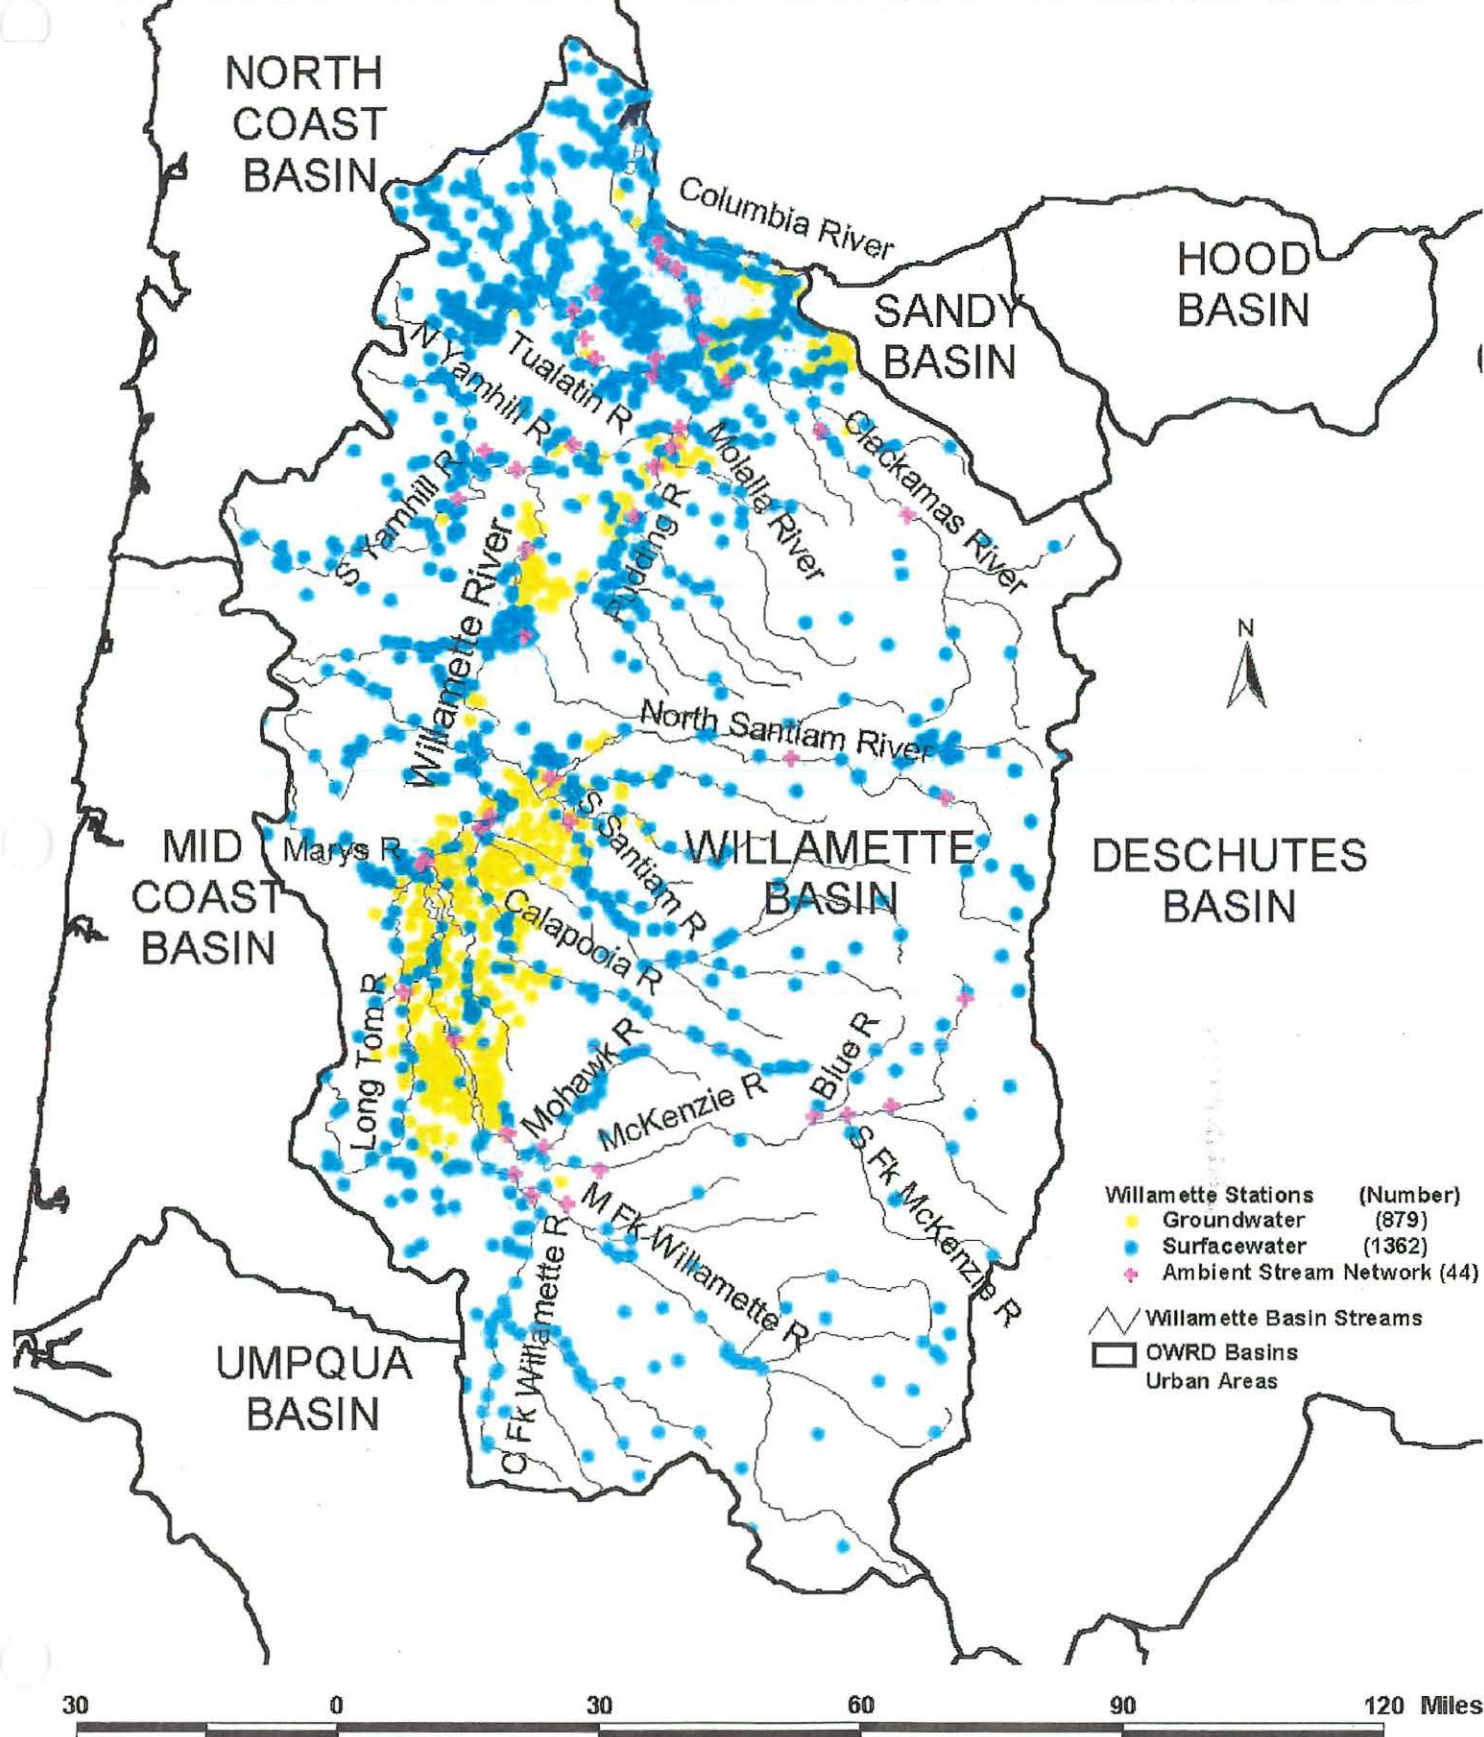 NORTH
COAST
BASIN
Columbia River
HOOD
BASIN
SANDY
BASIN
N Yamhill R
Tualatin R
Clackamas River
Molalla River
S Yamhill R
Pudding R
Willamette River
N
North Santiam River
S Santiam R
Marys R
MID
COAST
BASIN
WILLAMETTE
BASIN
DESCHUTES
BASIN
Calapooia R
Long Tom R
Mohawk R
Blue R
McKenzie R
S Fk McKenzie R
M Fk Willamette R
C Fk Willamette R
Willamette Stations (Number)
Groundwater (879)
Surfacewater (1362)
Ambient Stream Network (44)
Willamette Basin Streams
OWRD Basins
Urban Areas
UMPQUA
BASIN
30 0 30 60 90 120 Miles